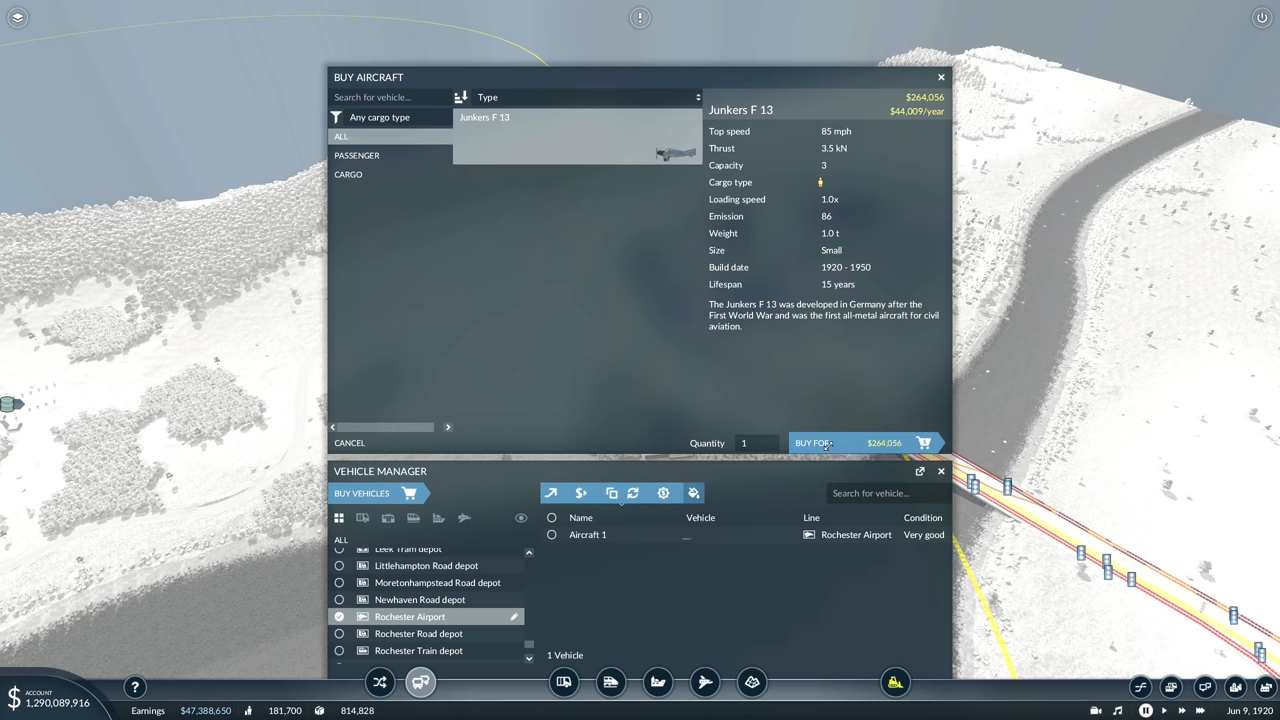 BUY AIRCRAFT
Search for vehicle...
Type
Any cargo type
ALL
PASSENGER
CARGO
Junkers F 13
Junkers F 13
$264,056
$44,009/year
Top speed 85 mph
Thrust 3.5 kN
Capacity 3
Cargo type
Loading speed 1.0x
Emission 86
Weight 1.0 t
Size Small
Build date 1920 - 1950
Lifespan 15 years
The Junkers F 13 was developed in Germany after the
First World War and was the first all-metal aircraft for civil
aviation.
CANCEL
Quantity 1
BUY FOR $264,056
VEHICLE MANAGER
BUY VEHICLES
Search for vehicle...
ALL
Name Vehicle Line Condition
Aircraft 1 Rochester Airport Very good
Leek Tram depot
Littlehampton Road depot
Moretonhampstead Road depot
Newhaven Road depot
Rochester Airport
Rochester Road depot
Rochester Train depot
1 Vehicle
$ ACCOUNT
1,290,089,916
?
Earnings $47,388,650 181,700 814,828
Jun 9, 1920